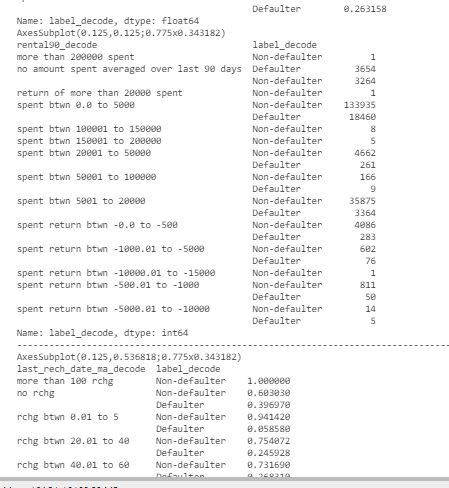 Defaulter 0.263158
Name: label_decode, dtype: float64
AxesSubplot(0.125,0.125;0.775x0.343182)
rental90_decode label_decode
more than 200000 spent Non-defaulter 1
no amount spent averaged over last 90 days Defaulter 3654
Non-defaulter 3264
return of more than 20000 spent Non-defaulter 1
spent btwn 0.0 to 5000 Non-defaulter 133935
Defaulter 18460
spent btwn 100001 to 150000 Non-defaulter 8
spent btwn 150001 to 200000 Non-defaulter 5
spent btwn 20001 to 50000 Non-defaulter 4662
Defaulter 261
spent btwn 50001 to 100000 Non-defaulter 166
Defaulter 9
spent btwn 5001 to 20000 Non-defaulter 35875
Defaulter 3364
spent return btwn -0.0 to -500 Non-defaulter 4086
Defaulter 283
spent return btwn -1000.01 to -5000 Non-defaulter 602
Defaulter 76
spent return btwn -10000.01 to -15000 Non-defaulter 1
spent return btwn -500.01 to -1000 Non-defaulter 811
Defaulter 50
spent return btwn -5000.01 to -10000 Non-defaulter 14
Defaulter 5
Name: label_decode, dtype: int64
AxesSubplot(0.125,0.536818;0.775x0.343182)
last_rech_date_ma_decode label_decode
more than 100 rchg Non-defaulter 1.000000
no rchg Non-defaulter 0.603030
Defaulter 0.396970
rchg btwn 0.01 to 5 Non-defaulter 0.941420
Defaulter 0.058580
rchg btwn 20.01 to 40 Non-defaulter 0.754072
Defaulter 0.245928
rchg btwn 40.01 to 60 Non-defaulter 0.731690
Defaulter 0.268310